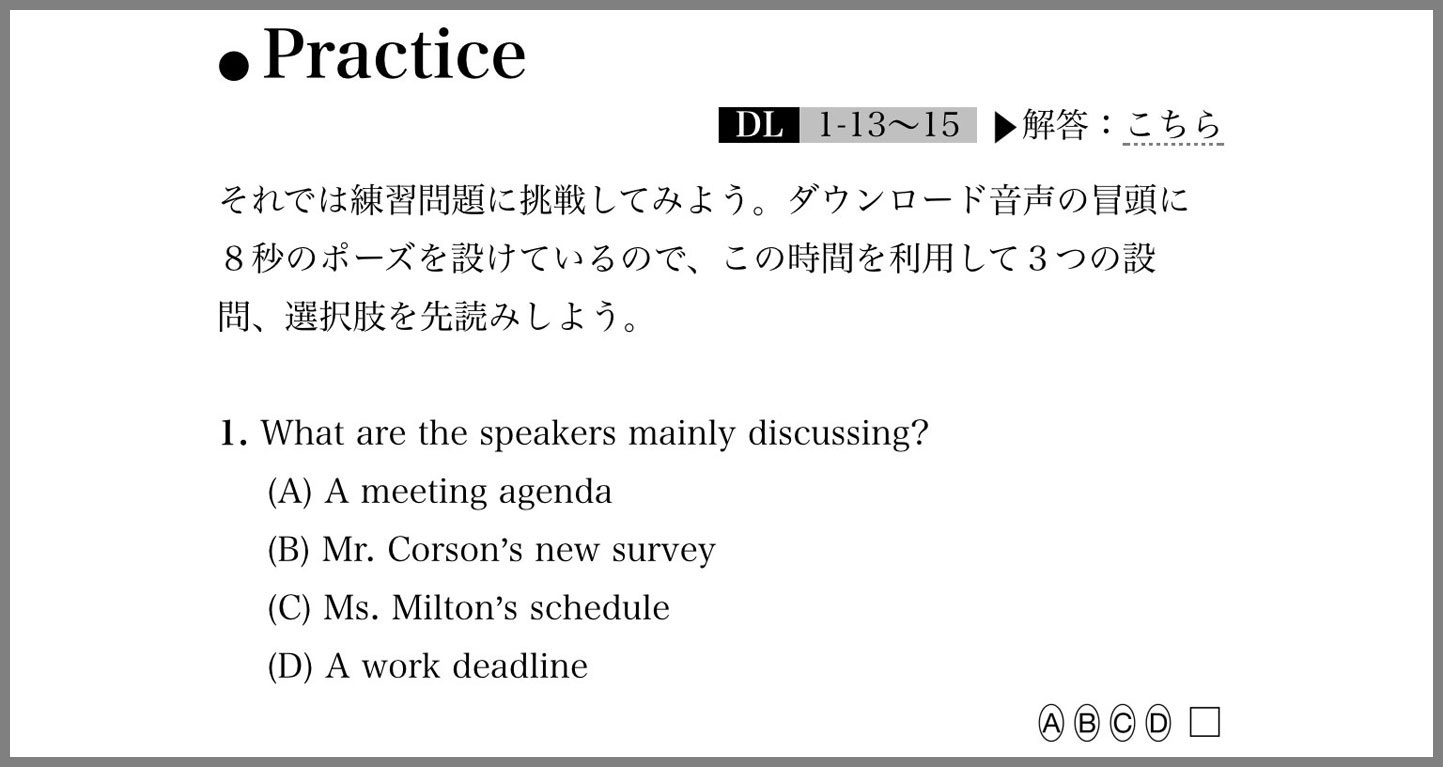 ●Practice
DL 1-13〜15 ▶解答：こちら
それでは練習問題に挑戦してみよう。ダウンロード音声の冒頭に
８秒のポーズを設けているので、この時間を利用して３つの設
問、選択肢を先読みしよう。
1. What are the speakers mainly discussing?
(A) A meeting agenda
(B) Mr. Corson’s new survey
(C) Ms. Milton’s schedule
(D) A work deadline
Ⓐ Ⓑ Ⓒ Ⓓ □